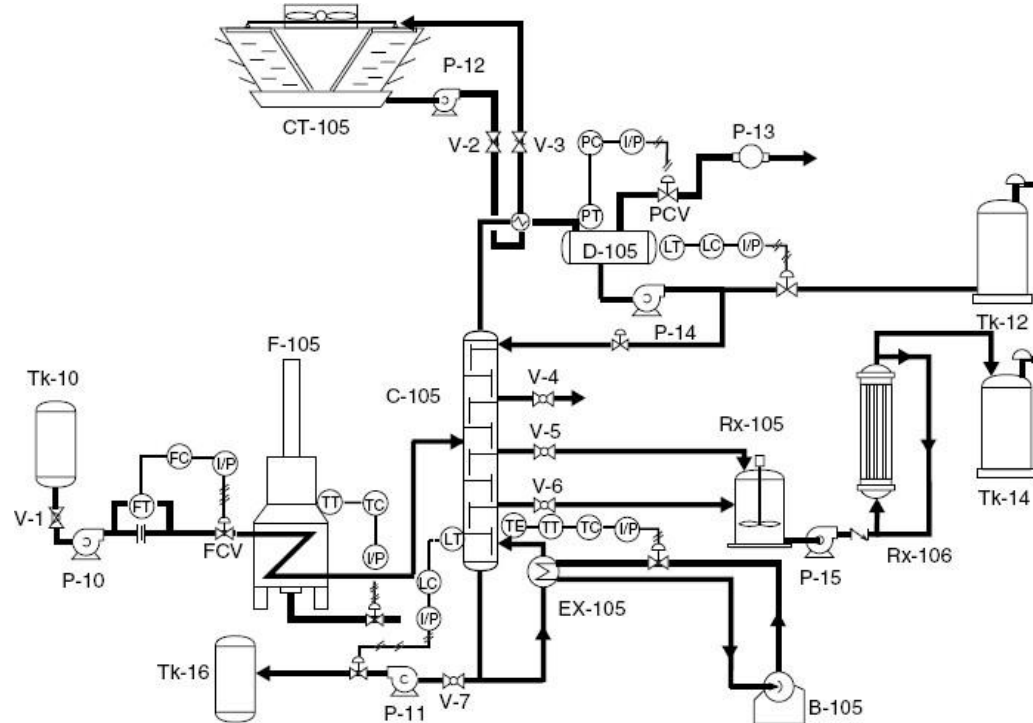 P-12
CT-105
V-2
V-3
PC
I/P
P-13
PT
PCV
D-105
LT
LC
I/P
Tk-12
P-14
F-105
Tk-10
C-105
V-4
V-5
Rx-105
V-6
Tk-14
FC
I/P
FT
V-1
FCV
P-10
TT
TC
I/P
LT
TE
TT
TC
I/P
P-15
Rx-106
LC
I/P
EX-105
Tk-16
P-11
V-7
B-105